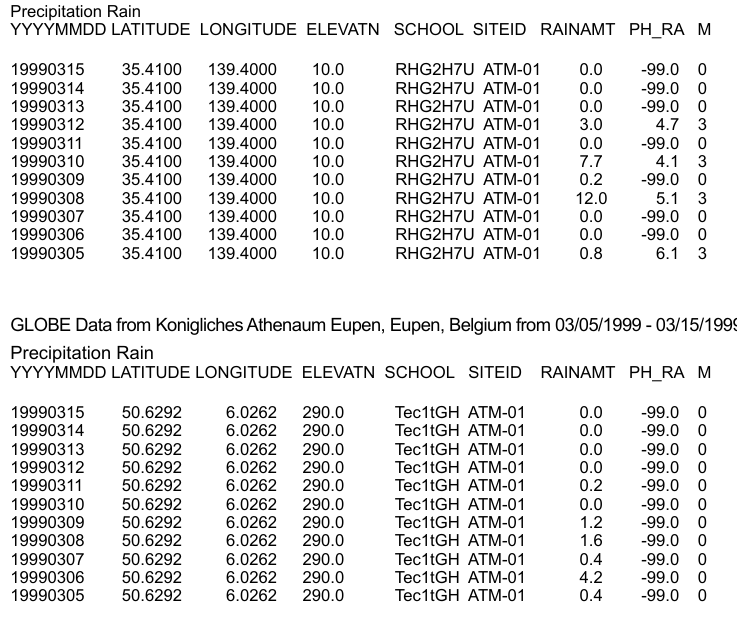 Precipitation Rain
YYYYMMDD LATITUDE LONGITUDE ELEVATN SCHOOL SITEID RAINAMT PH_RA M
19990315 35.4100 139.4000 10.0 RHG2H7U ATM-01 0.0 -99.0 0
19990314 35.4100 139.4000 10.0 RHG2H7U ATM-01 0.0 -99.0 0
19990313 35.4100 139.4000 10.0 RHG2H7U ATM-01 0.0 -99.0 0
19990312 35.4100 139.4000 10.0 RHG2H7U ATM-01 3.0 4.7 3
19990311 35.4100 139.4000 10.0 RHG2H7U ATM-01 0.0 -99.0 0
19990310 35.4100 139.4000 10.0 RHG2H7U ATM-01 7.7 4.1 3
19990309 35.4100 139.4000 10.0 RHG2H7U ATM-01 0.2 -99.0 0
19990308 35.4100 139.4000 10.0 RHG2H7U ATM-01 12.0 5.1 3
19990307 35.4100 139.4000 10.0 RHG2H7U ATM-01 0.0 -99.0 0
19990306 35.4100 139.4000 10.0 RHG2H7U ATM-01 0.0 -99.0 0
19990305 35.4100 139.4000 10.0 RHG2H7U ATM-01 0.8 6.1 3
GLOBE Data from Konigliches Athenaum Eupen, Eupen, Belgium from 03/05/1999 - 03/15/1999
Precipitation Rain
YYYYMMDD LATITUDE LONGITUDE ELEVATN SCHOOL SITEID RAINAMT PH_RA M
19990315 50.6292 6.0262 290.0 Tec1tGH ATM-01 0.0 -99.0 0
19990314 50.6292 6.0262 290.0 Tec1tGH ATM-01 0.0 -99.0 0
19990313 50.6292 6.0262 290.0 Tec1tGH ATM-01 0.0 -99.0 0
19990312 50.6292 6.0262 290.0 Tec1tGH ATM-01 0.0 -99.0 0
19990311 50.6292 6.0262 290.0 Tec1tGH ATM-01 0.2 -99.0 0
19990310 50.6292 6.0262 290.0 Tec1tGH ATM-01 0.0 -99.0 0
19990309 50.6292 6.0262 290.0 Tec1tGH ATM-01 1.2 -99.0 0
19990308 50.6292 6.0262 290.0 Tec1tGH ATM-01 1.6 -99.0 0
19990307 50.6292 6.0262 290.0 Tec1tGH ATM-01 0.4 -99.0 0
19990306 50.6292 6.0262 290.0 Tec1tGH ATM-01 4.2 -99.0 0
19990305 50.6292 6.0262 290.0 Tec1tGH ATM-01 0.4 -99.0 0